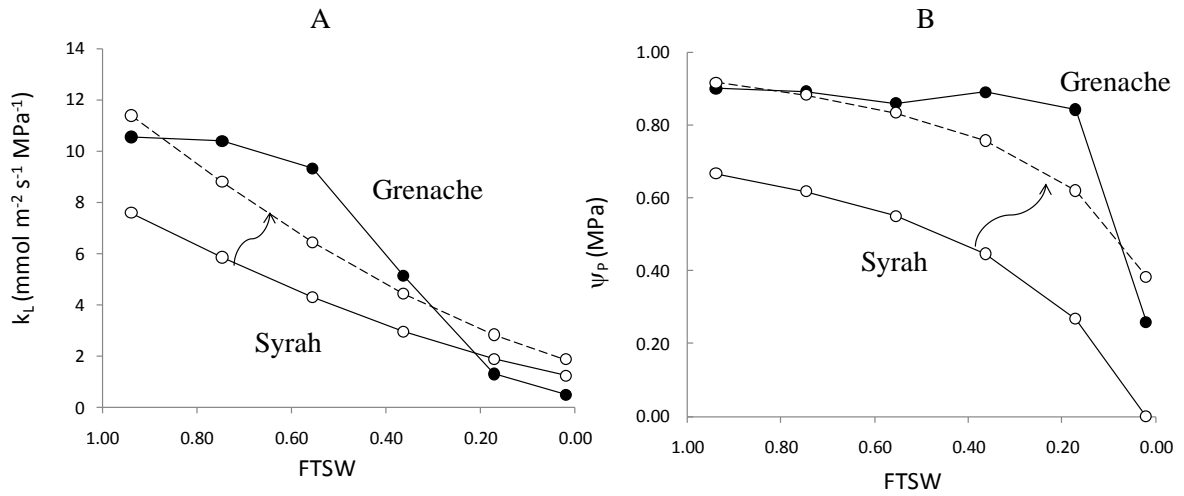 A
14
12
10
8
6
4
2
0
1.00 0.80 0.60 0.40 0.20 0.00
FTSW
k_L (mmol m⁻² s⁻¹ MPa⁻¹)
Grenache
Syrah
B
1.00
0.80
0.60
0.40
0.20
0.00
1.00 0.80 0.60 0.40 0.20 0.00
FTSW
ψ_P (MPa)
Grenache
Syrah